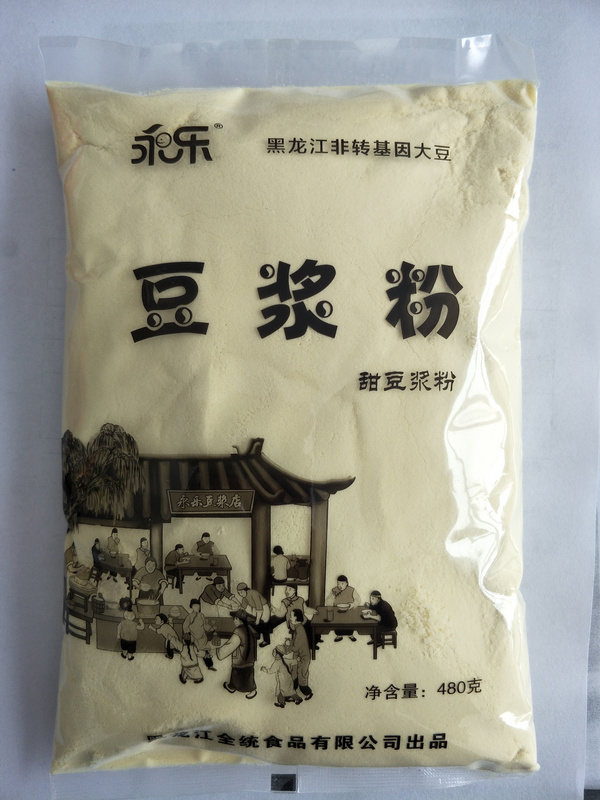 永乐®
黑龙江非转基因大豆
豆浆粉
甜豆浆粉
永乐豆浆店
净含量：480克
黑龙江全统食品有限公司出品